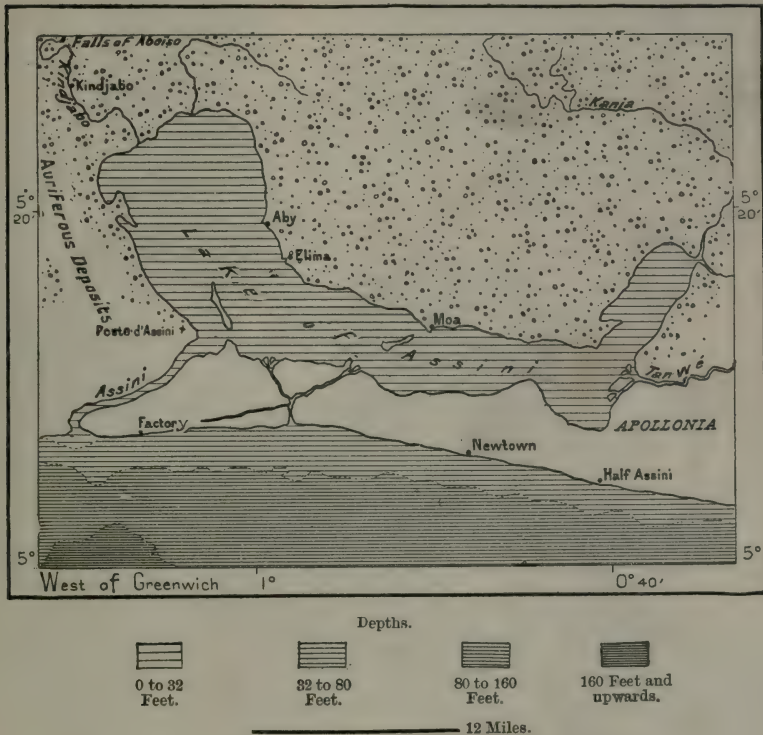 Falls of Aboiso
Kindjabo
Kindjabo
Kanja
Auriferous Deposits
5°
20'
5°
20'
Aby
Elima
Lake of Assini
Moa
Poste d'Assini
Assini
Tanwé
Factory
APOLLONIA
Newtown
Half Assini
5°
5°
West of Greenwich 1° 0°40'
Depths.
0 to 32
Feet.
32 to 80
Feet.
80 to 160
Feet.
160 Feet and
upwards.
12 Miles.